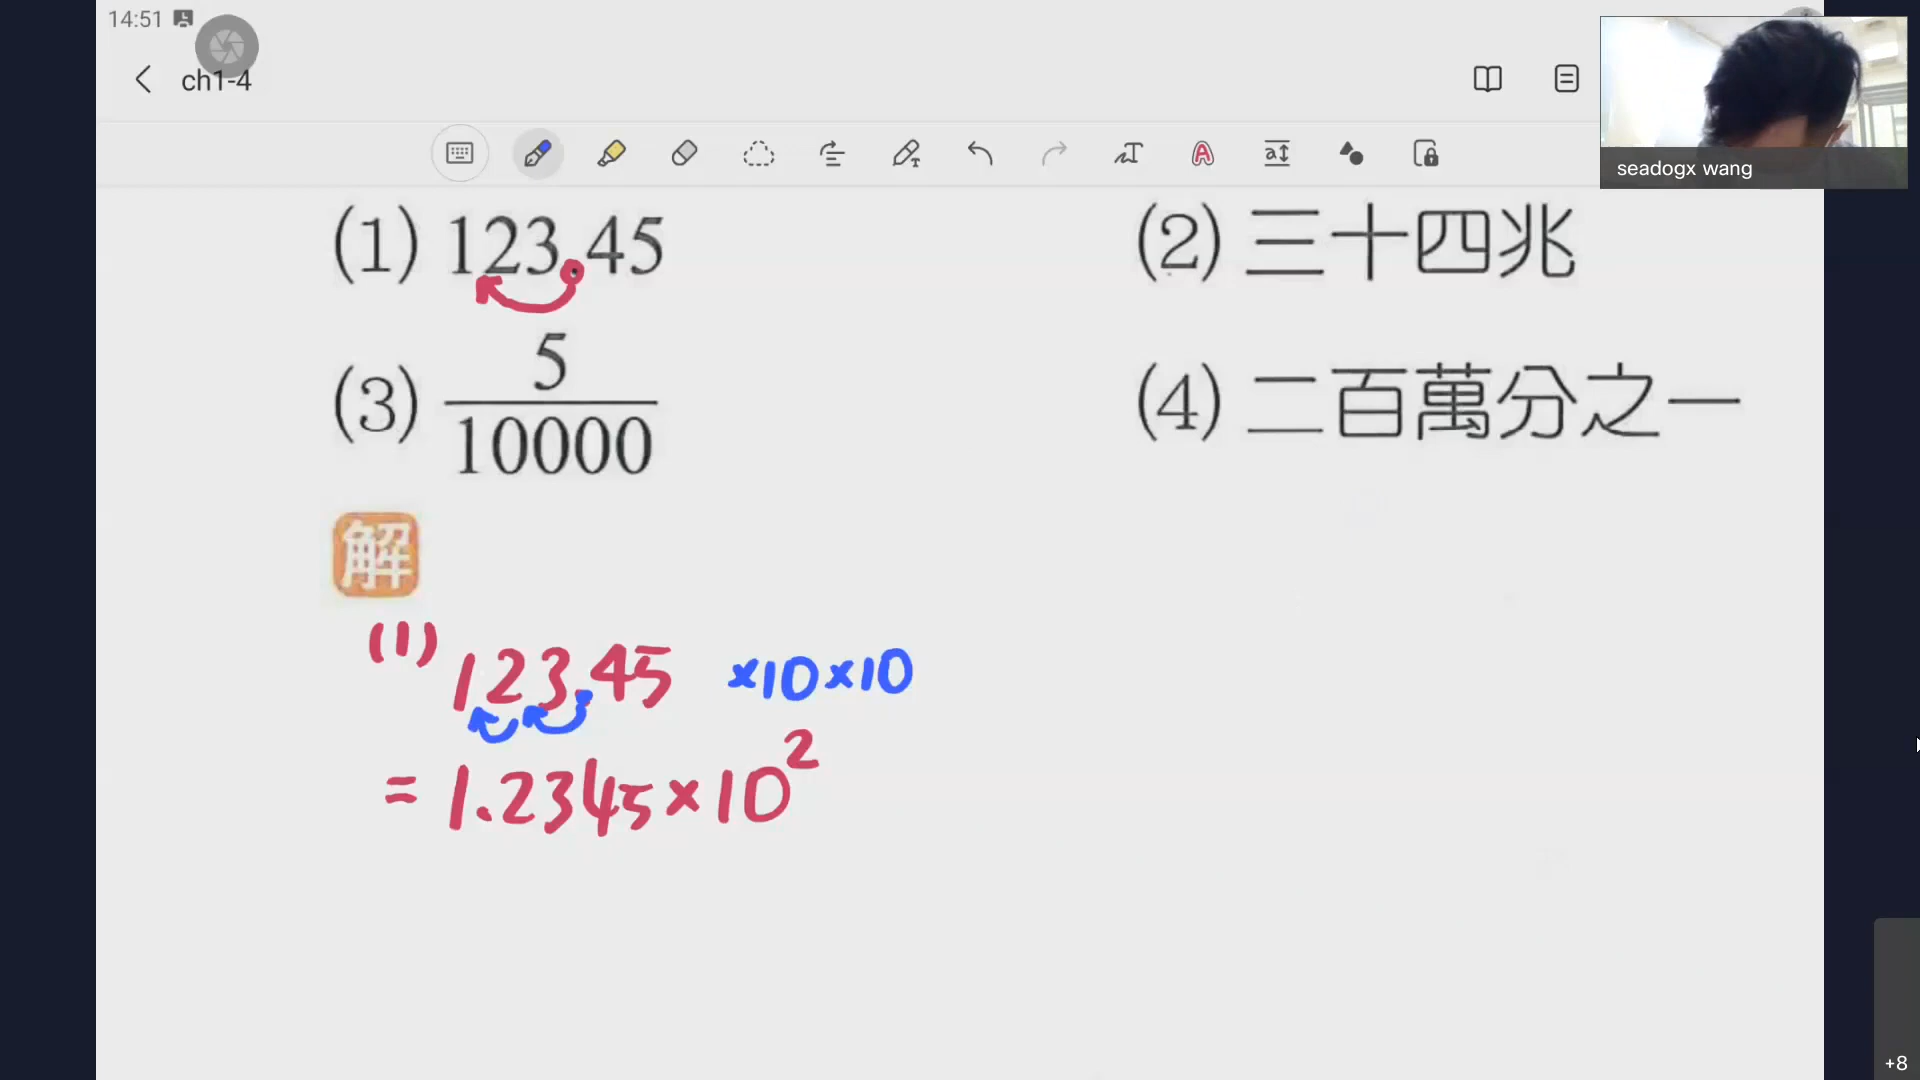 14:51
ch1-4
seadogx wang
(1) 123.45
(2) 三十四兆
(3) 5
10000
(4) 二百萬分之一
解
(1) 123.45 ×10×10
= 1.2345×10²
+8